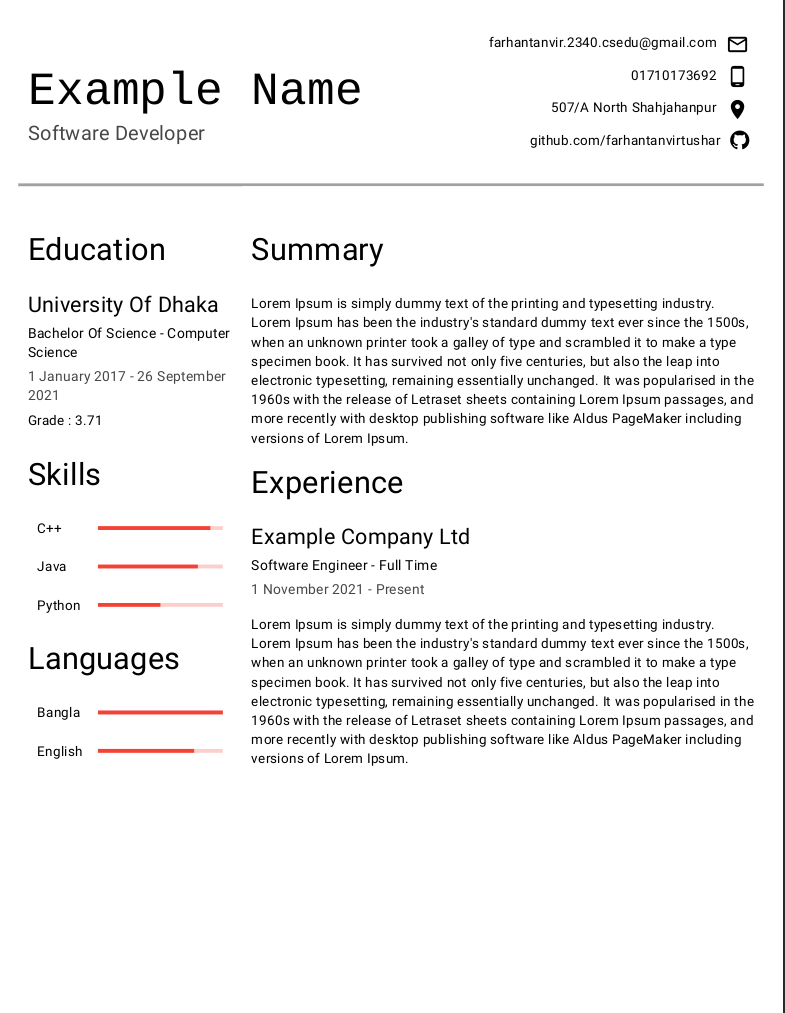 Example Name
Software Developer
farhantanvir.2340.csedu@gmail.com
01710173692
507/A North Shahjahanpur
github.com/farhantanvirtushar
Education
University Of Dhaka
Bachelor Of Science - Computer
Science
1 January 2017 - 26 September
2021
Grade : 3.71
Skills
C++
Java
Python
Languages
Bangla
English
Summary
Lorem Ipsum is simply dummy text of the printing and typesetting industry.
Lorem Ipsum has been the industry's standard dummy text ever since the 1500s,
when an unknown printer took a galley of type and scrambled it to make a type
specimen book. It has survived not only five centuries, but also the leap into
electronic typesetting, remaining essentially unchanged. It was popularised in the
1960s with the release of Letraset sheets containing Lorem Ipsum passages, and
more recently with desktop publishing software like Aldus PageMaker including
versions of Lorem Ipsum.
Experience
Example Company Ltd
Software Engineer - Full Time
1 November 2021 - Present
Lorem Ipsum is simply dummy text of the printing and typesetting industry.
Lorem Ipsum has been the industry's standard dummy text ever since the 1500s,
when an unknown printer took a galley of type and scrambled it to make a type
specimen book. It has survived not only five centuries, but also the leap into
electronic typesetting, remaining essentially unchanged. It was popularised in the
1960s with the release of Letraset sheets containing Lorem Ipsum passages, and
more recently with desktop publishing software like Aldus PageMaker including
versions of Lorem Ipsum.